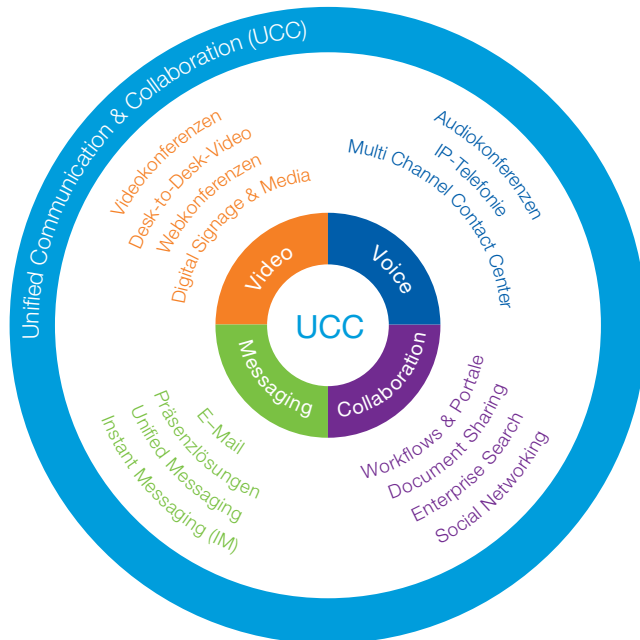 Unified Communication & Collaboration (UCC)
Videokonferenzen
Desk-to-Desk-Video
Webkonferenzen
Digital Signage & Media
Audiokonferenzen
IP-Telefonie
Multi Channel Contact Center
Video
Voice
UCC
Messaging
Collaboration
E-Mail
Präsenzlösungen
Unified Messaging
Instant Messaging (IM)
Workflows & Portale
Document Sharing
Enterprise Search
Social Networking